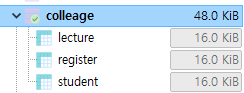 colleage 48.0 KiB
lecture 16.0 KiB
register 16.0 KiB
student 16.0 KiB